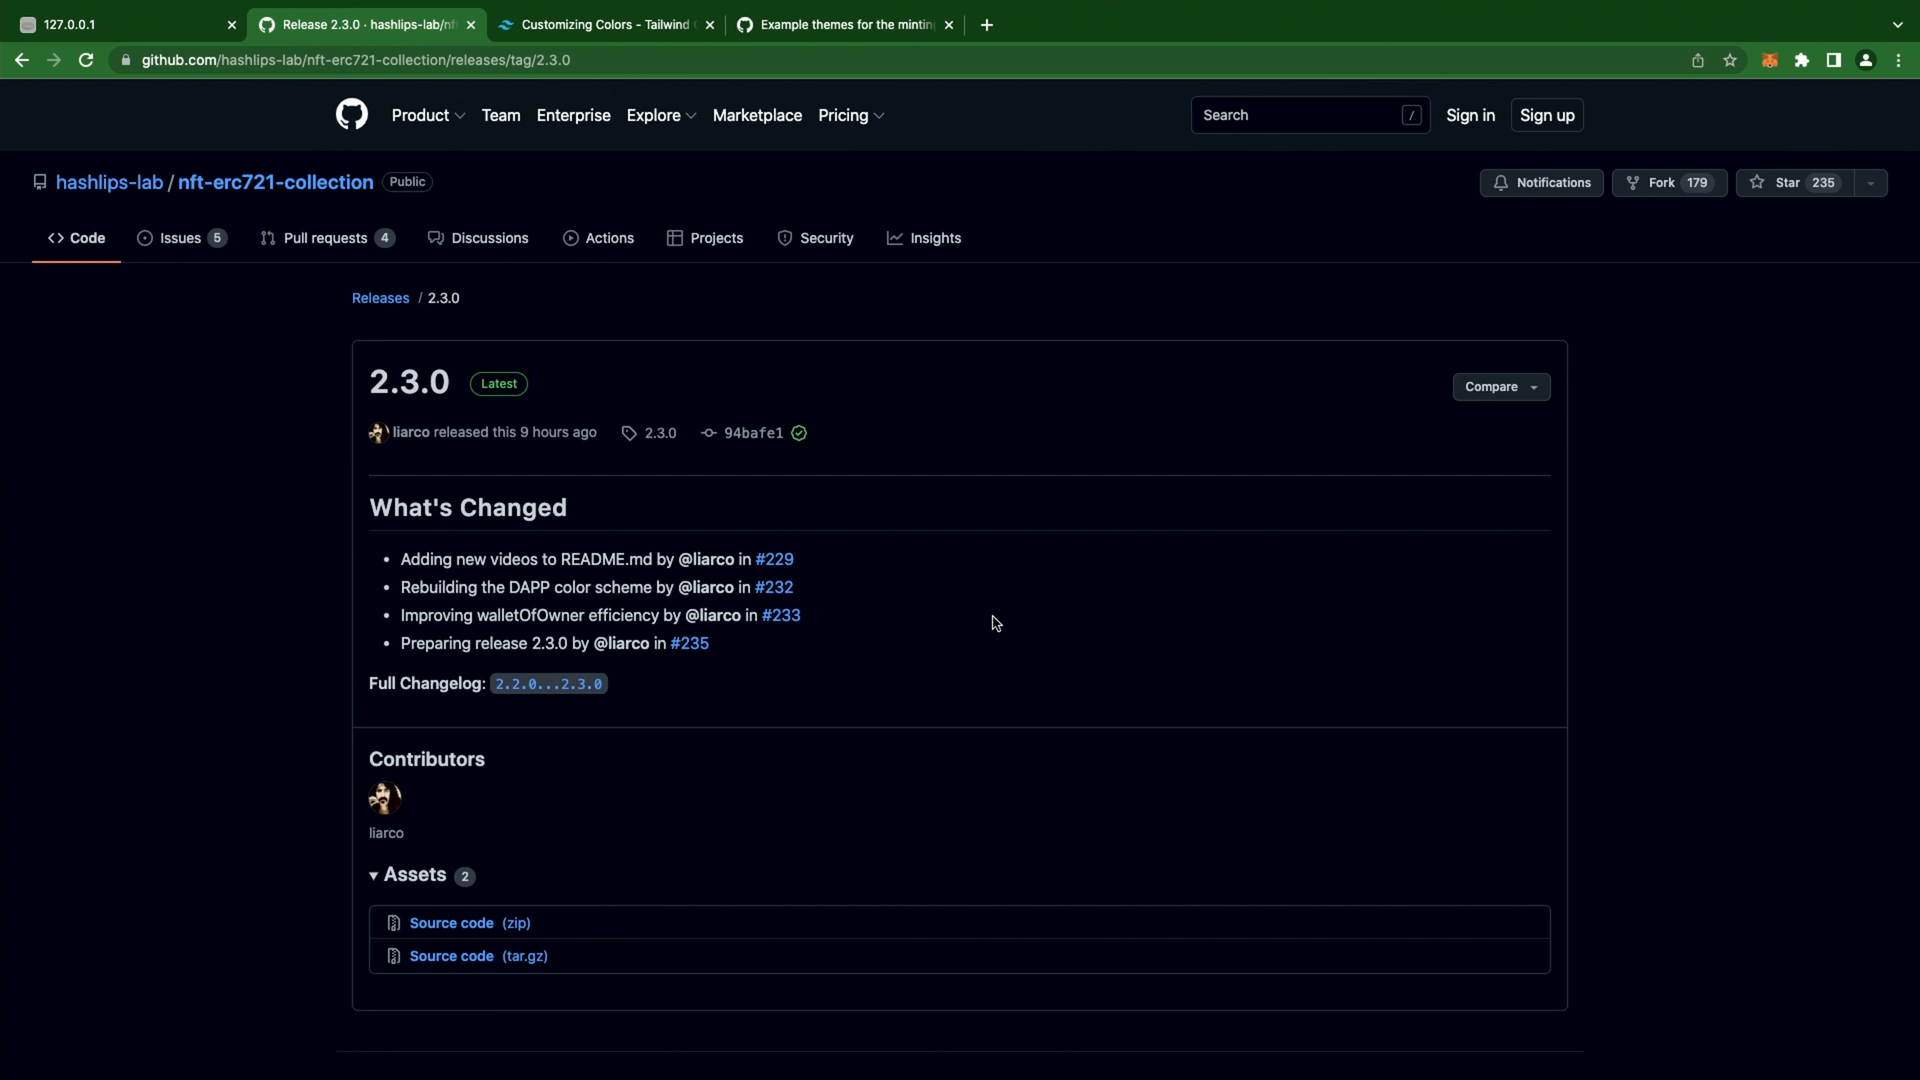 127.0.0.1
Release 2.3.0 · hashlips-lab/nf
Customizing Colors - Tailwind
Example themes for the mintin
github.com/hashlips-lab/nft-erc721-collection/releases/tag/2.3.0
Product Team Enterprise Explore Marketplace Pricing
Search /
Sign in
Sign up
hashlips-lab / nft-erc721-collection Public
Notifications
Fork 179
Star 235
Code
Issues 5
Pull requests 4
Discussions
Actions
Projects
Security
Insights
Releases / 2.3.0
2.3.0 Latest
Compare
liarco released this 9 hours ago 2.3.0 94bafe1
What's Changed
• Adding new videos to README.md by @liarco in #229
• Rebuilding the DAPP color scheme by @liarco in #232
• Improving walletOfOwner efficiency by @liarco in #233
• Preparing release 2.3.0 by @liarco in #235
Full Changelog: 2.2.0...2.3.0
Contributors
liarco
Assets 2
Source code (zip)
Source code (tar.gz)